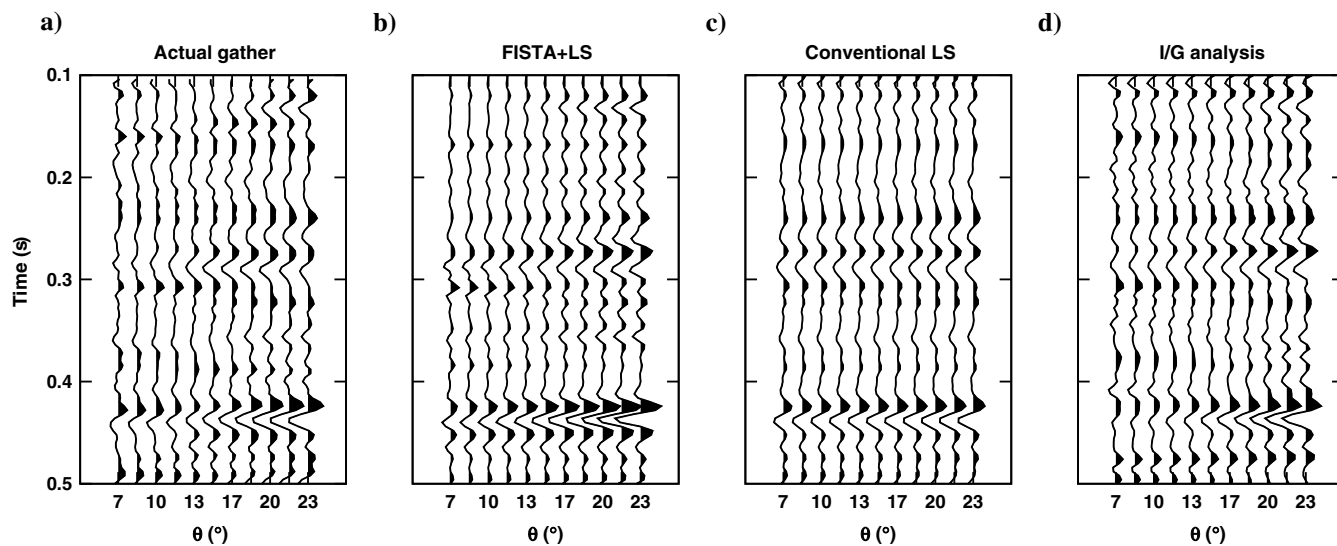 a) b) c) d)
Actual gather FISTA+LS Conventional LS I/G analysis
0.1
0.2
0.3
0.4
0.5
Time (s)
7 10 13 17 20 23 7 10 13 17 20 23 7 10 13 17 20 23 7 10 13 17 20 23
θ (°) θ (°) θ (°) θ (°)